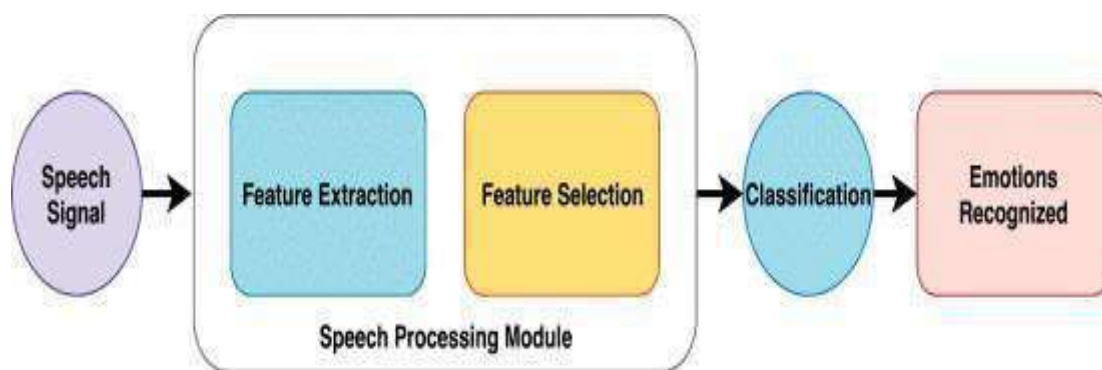 Speech
Signal
Feature Extraction
Feature Selection
Speech Processing Module
Classification
Emotions
Recognized